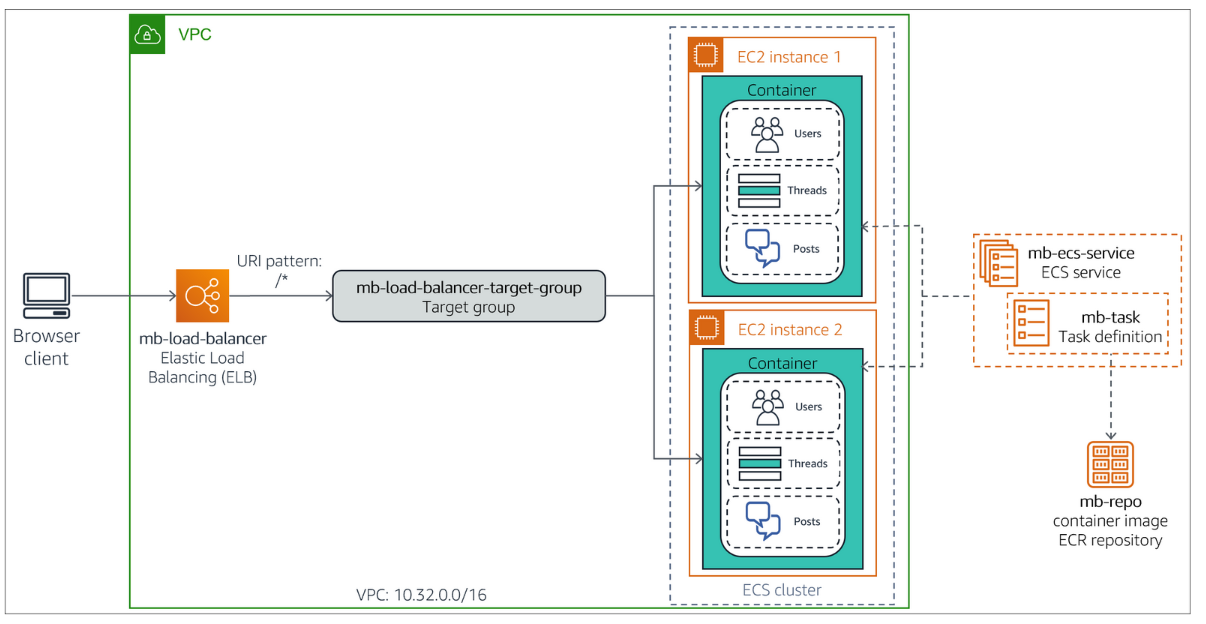 VPC
EC2 instance 1
Container
Users
Threads
Posts
URI pattern:
/*
mb-load-balancer-target-group
Target group
Browser
client
mb-load-balancer
Elastic Load
Balancing (ELB)
EC2 instance 2
Container
Users
Threads
Posts
mb-ecs-service
ECS service
mb-task
Task definition
mb-repo
container image
ECR repository
ECS cluster
VPC: 10.32.0.0/16